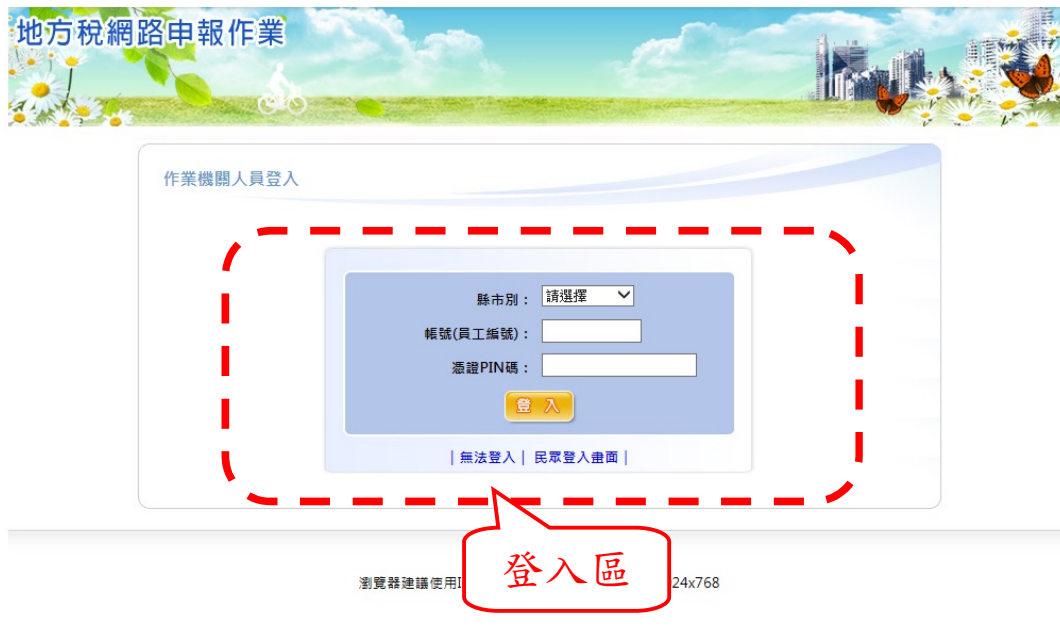 地方稅網路申報作業
作業機關人員登入
縣市別： 請選擇
帳號(員工編號)：
憑證PIN碼：
登 入
|無法登入| 民眾登入畫面|
登入區
瀏覽器建議使用 24x768